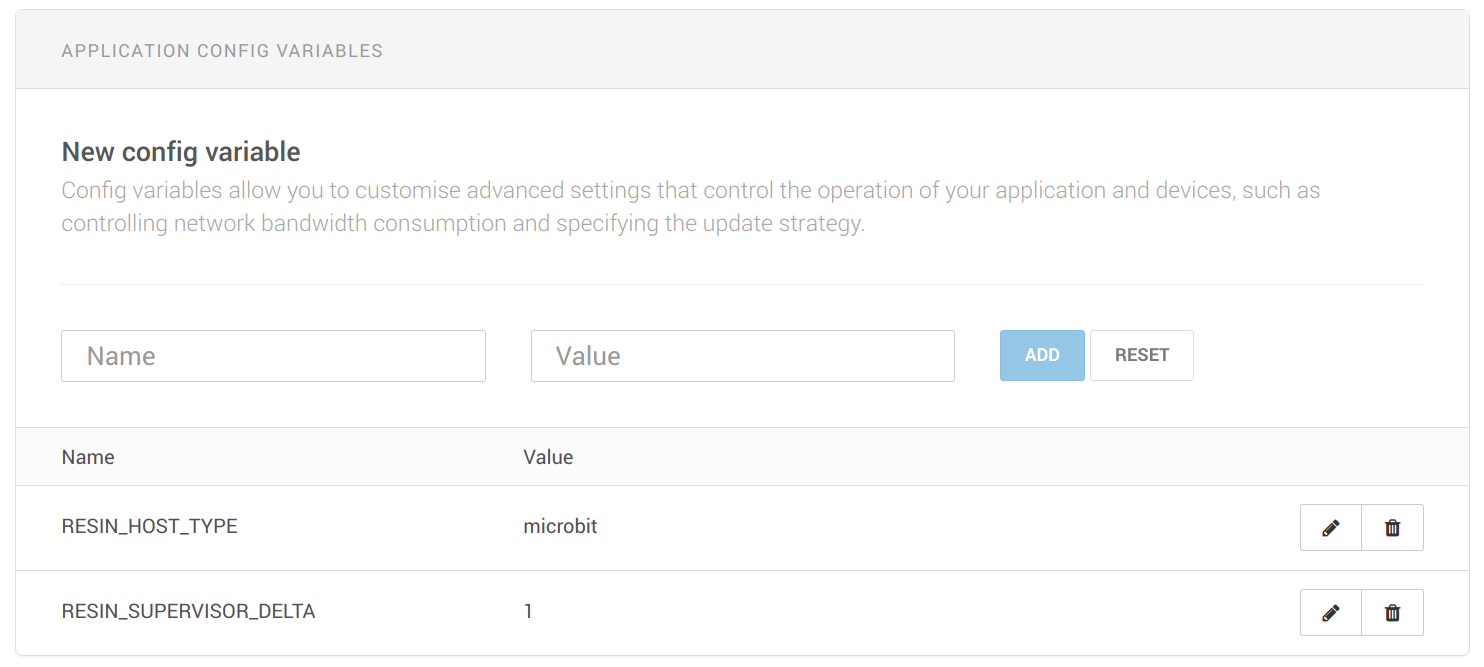 APPLICATION CONFIG VARIABLES
New config variable
Config variables allow you to customise advanced settings that control the operation of your application and devices, such as
controlling network bandwidth consumption and specifying the update strategy.
Name Value ADD RESET
Name Value
RESIN_HOST_TYPE microbit
RESIN_SUPERVISOR_DELTA 1